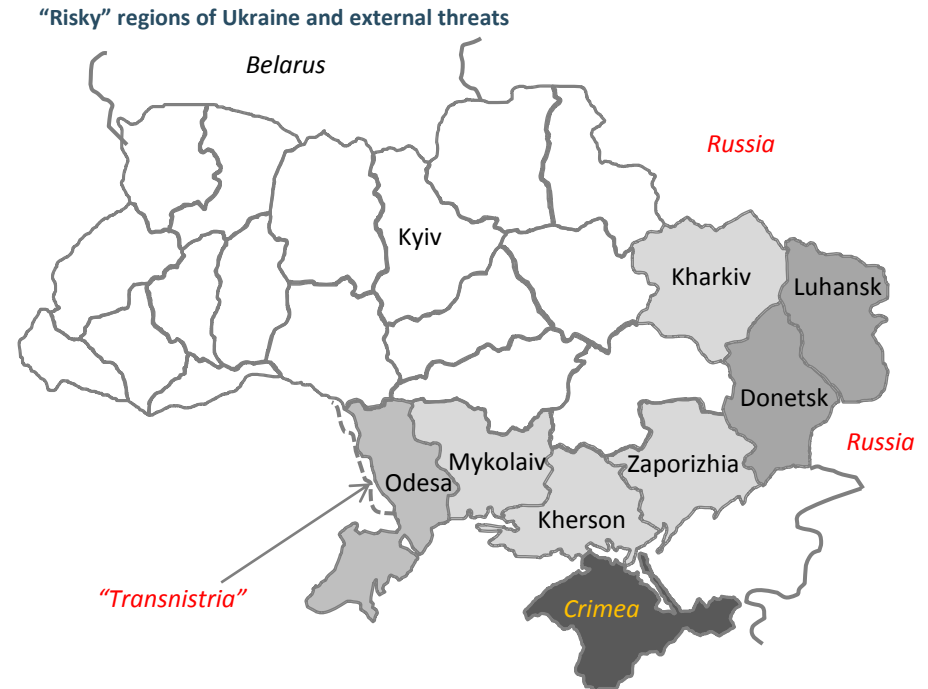 “Risky” regions of Ukraine and external threats
Belarus
Russia
Kyiv
Kharkiv
Luhansk
Donetsk
Russia
Mykolaiv
Zaporizhia
Odesa
Kherson
“Transnistria”
Crimea